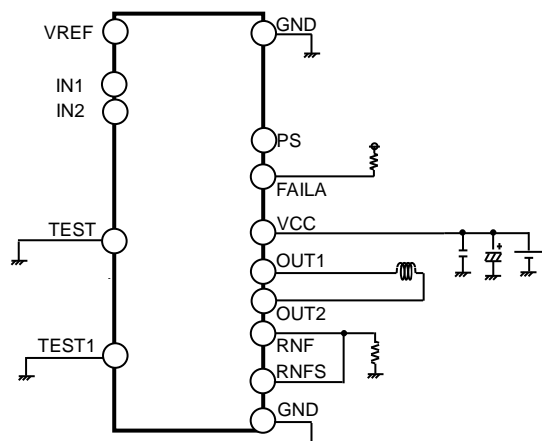 VREF
GND
IN1
IN2
PS
FAILA
TEST
VCC
OUT1
OUT2
RNF
TEST1
RNFS
GND
+